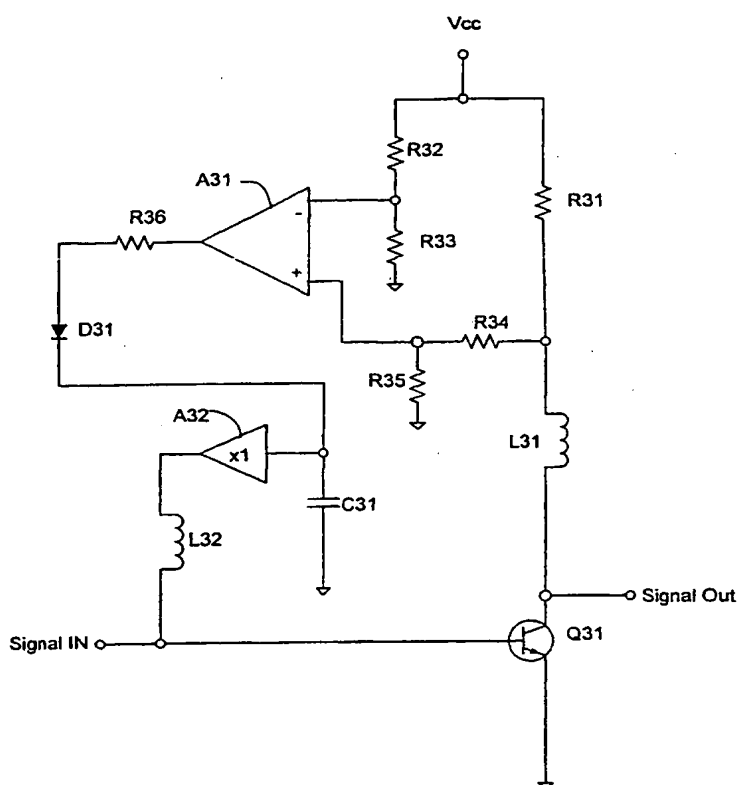 Vcc
R32
A31
R31
R36
-
R33
+
R34
D31
R35
A32
L31
x1
C31
L32
Signal Out
Signal IN
Q31